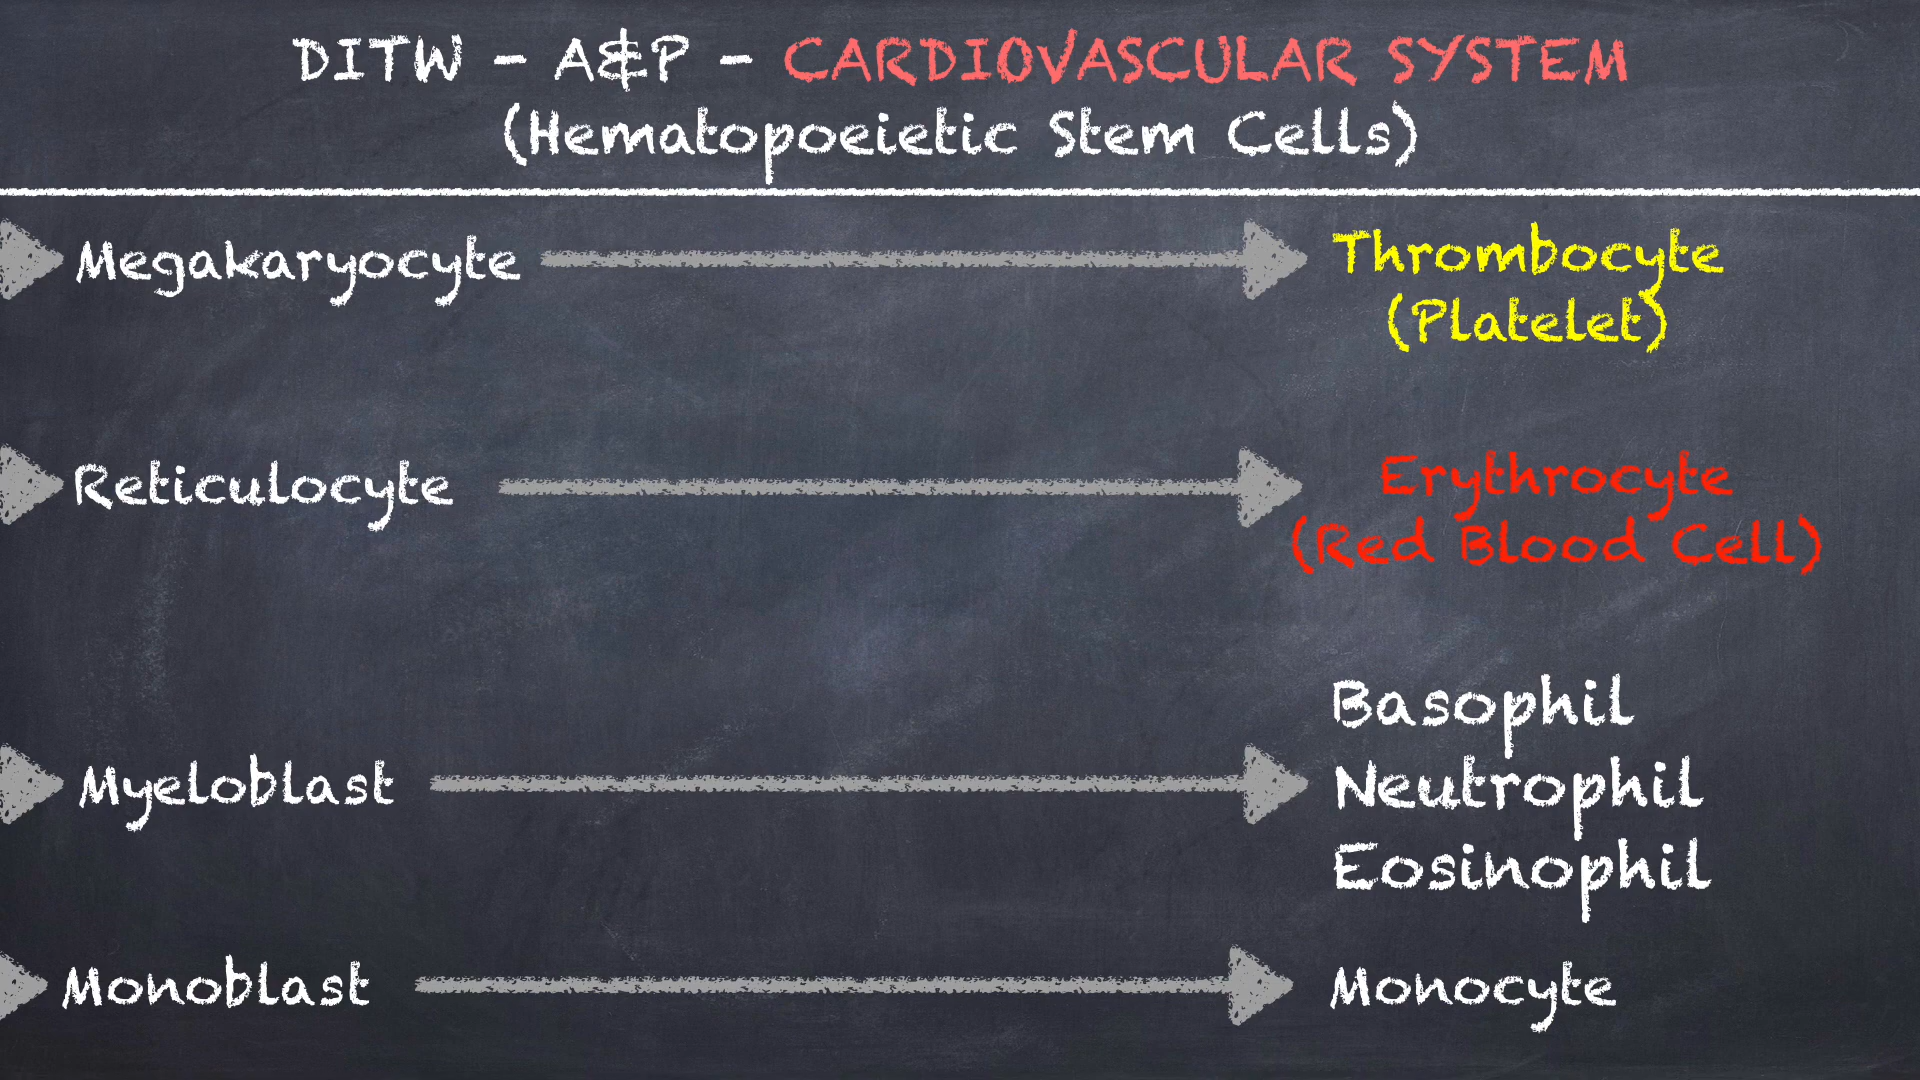 DITW - A&P - CARDIOVASCULAR SYSTEM
(Hematopoeietic Stem Cells)
Megakaryocyte
Thrombocyte
(Platelet)
Reticulocyte
Erythrocyte
(Red Blood Cell)
Basophil
Myeloblast
Neutrophil
Eosinophil
Monoblast
Monocyte